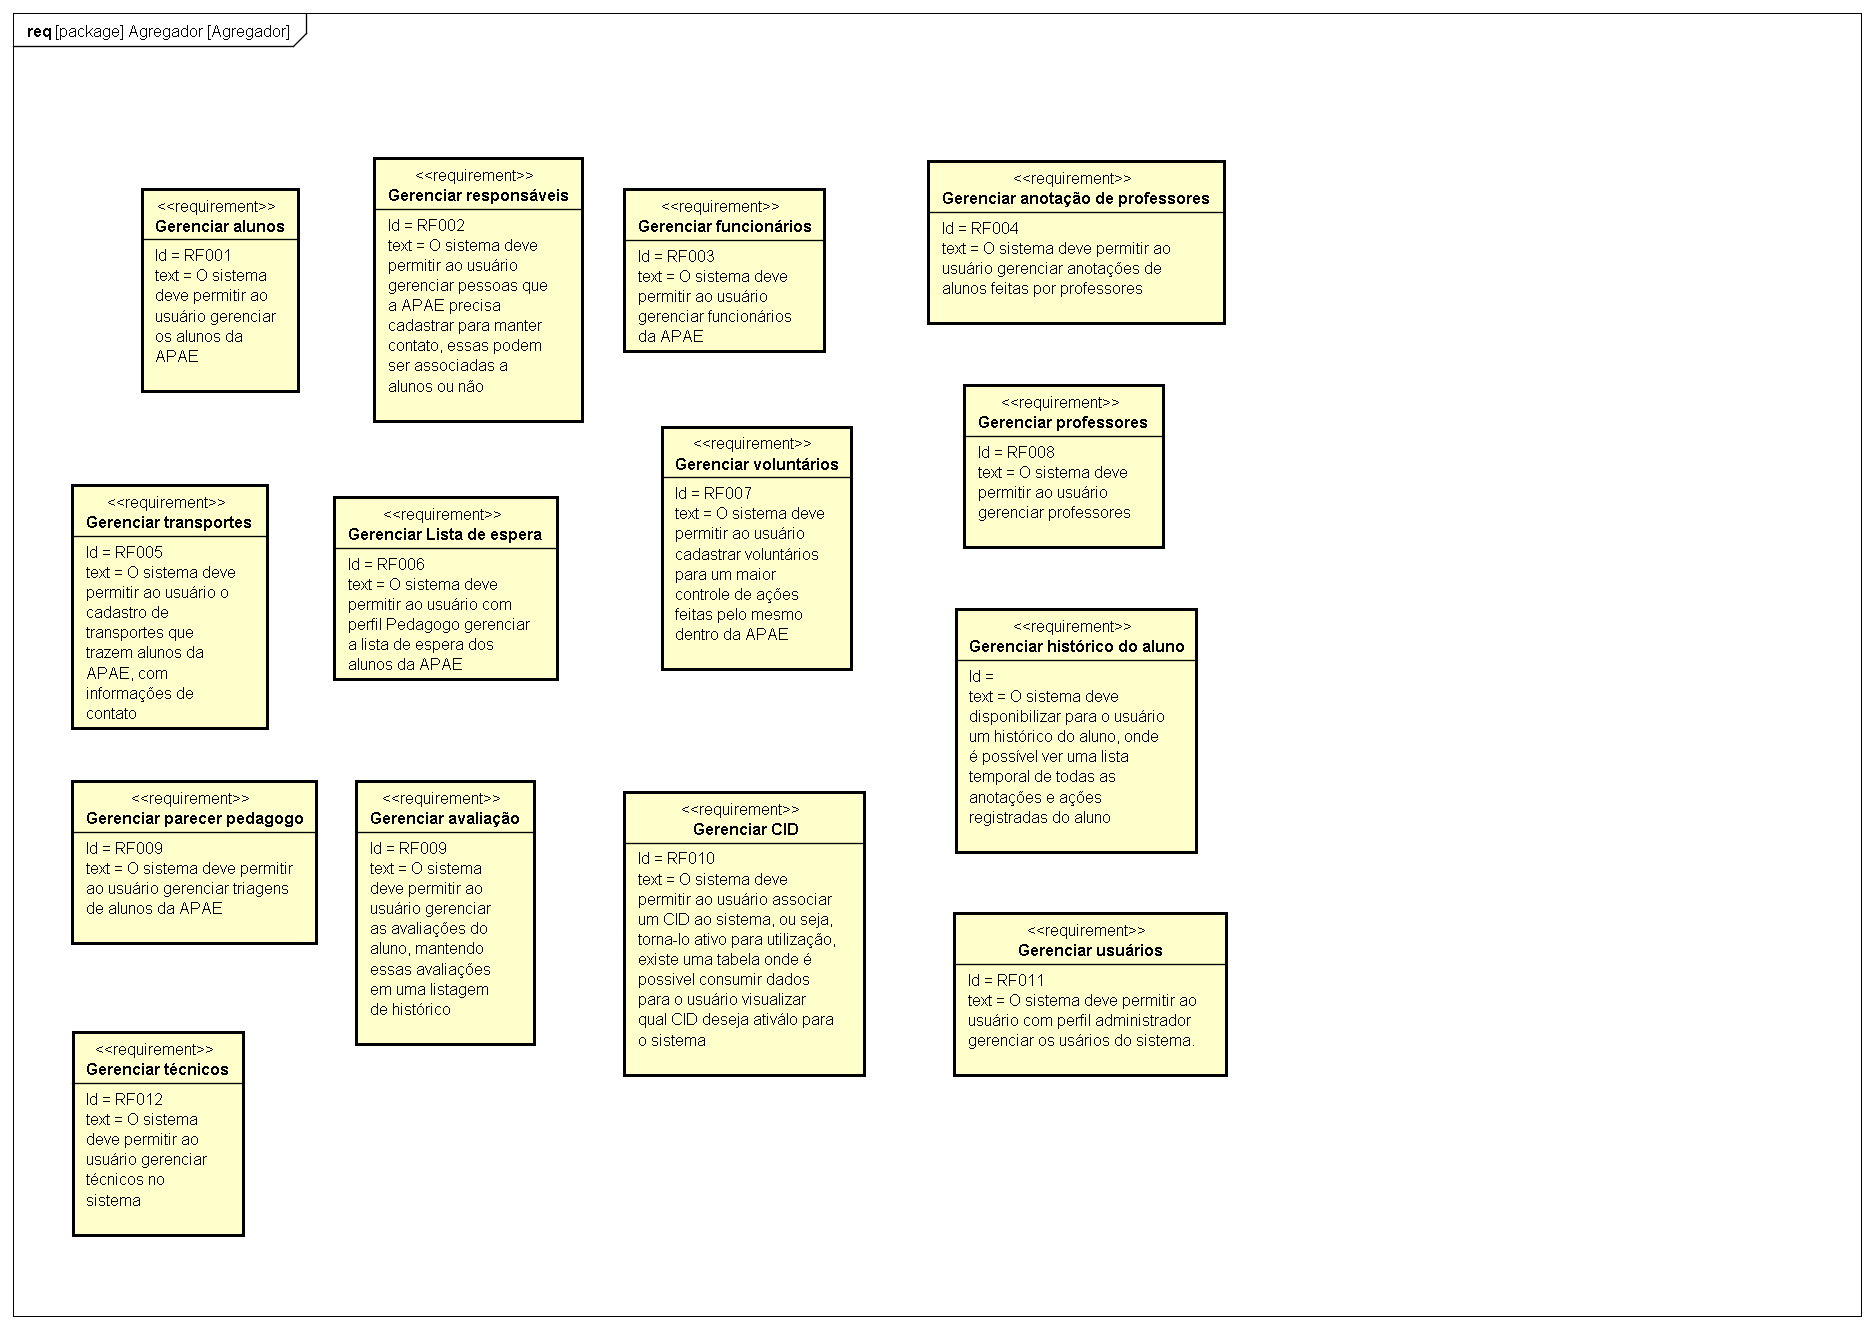 req [package] Agregador [Agregador]
<<requirement>>
Gerenciar alunos
Id = RF001
text = O sistema
deve permitir ao
usuário gerenciar
os alunos da
APAE
<<requirement>>
Gerenciar responsáveis
Id = RF002
text = O sistema deve
permitir ao usuário
gerenciar pessoas que
a APAE precisa
cadastrar para manter
contato, essas podem
ser associadas a
alunos ou não
<<requirement>>
Gerenciar funcionários
Id = RF003
text = O sistema deve
permitir ao usuário
gerenciar funcionários
da APAE
<<requirement>>
Gerenciar anotação de professores
Id = RF004
text = O sistema deve permitir ao
usuário gerenciar anotações de
alunos feitas por professores
<<requirement>>
Gerenciar transportes
Id = RF005
text = O sistema deve
permitir ao usuário o
cadastro de
transportes que
trazem alunos da
APAE, com
informações de
contato
<<requirement>>
Gerenciar Lista de espera
Id = RF006
text = O sistema deve
permitir ao usuário com
perfil Pedagogo gerenciar
a lista de espera dos
alunos da APAE
<<requirement>>
Gerenciar voluntários
Id = RF007
text = O sistema deve
permitir ao usuário
cadastrar voluntários
para um maior
controle de ações
feitas pelo mesmo
dentro da APAE
<<requirement>>
Gerenciar professores
Id = RF008
text = O sistema deve
permitir ao usuário
gerenciar professores
<<requirement>>
Gerenciar histórico do aluno
Id =
text = O sistema deve
disponibilizar para o usuário
um histórico do aluno, onde
é possível ver uma lista
temporal de todas as
anotações e ações
registradas do aluno
<<requirement>>
Gerenciar parecer pedagogo
Id = RF009
text = O sistema deve permitir
ao usuário gerenciar triagens
de alunos da APAE
<<requirement>>
Gerenciar avaliação
Id = RF009
text = O sistema
deve permitir ao
usuário gerenciar
as avaliações do
aluno, mantendo
essas avaliações
em uma listagem
de histórico
<<requirement>>
Gerenciar CID
Id = RF010
text = O sistema deve
permitir ao usuário associar
um CID ao sistema, ou seja,
torna-lo ativo para utilização,
existe uma tabela onde é
possivel consumir dados
para o usuário visualizar
qual CID deseja ativálo para
o sistema
<<requirement>>
Gerenciar usuários
Id = RF011
text = O sistema deve permitir ao
usuário com perfil administrador
gerenciar os usários do sistema.
<<requirement>>
Gerenciar técnicos
Id = RF012
text = O sistema
deve permitir ao
usuário gerenciar
técnicos no
sistema